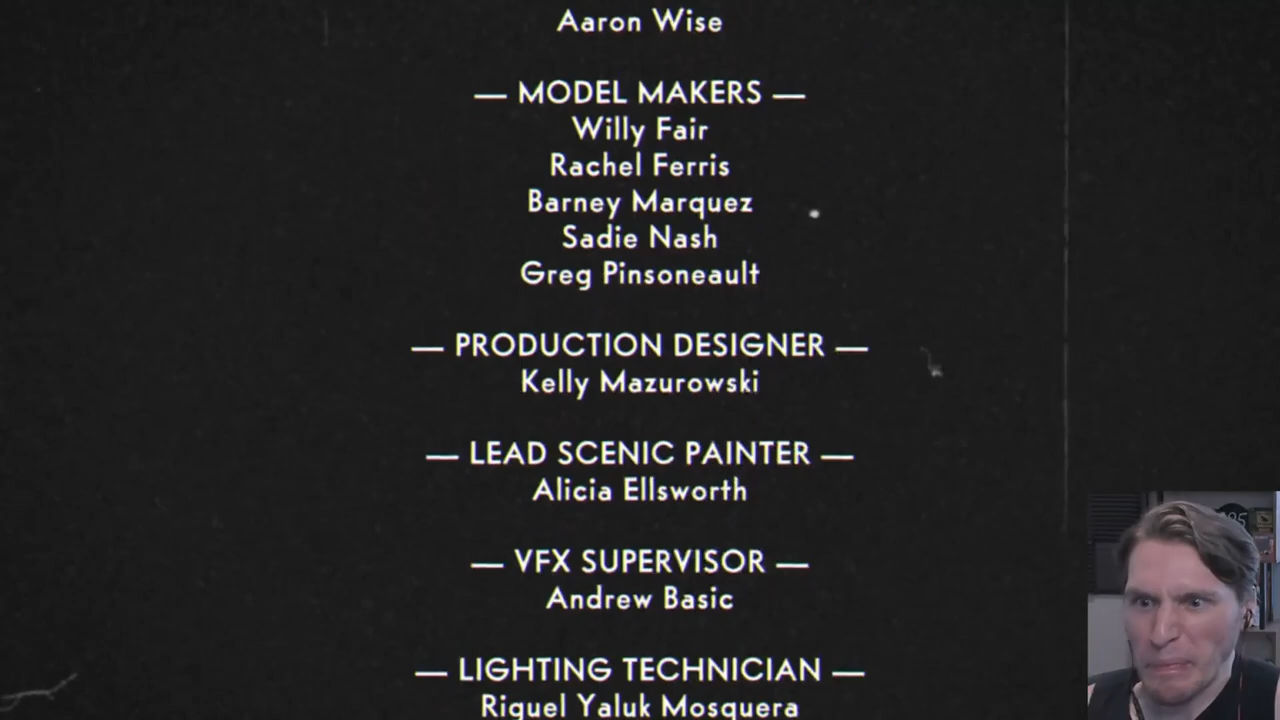 Aaron Wise
— MODEL MAKERS —
Willy Fair
Rachel Ferris
Barney Marquez
Sadie Nash
Greg Pinsoneault
— PRODUCTION DESIGNER —
Kelly Mazurowski
— LEAD SCENIC PAINTER —
Alicia Ellsworth
— VFX SUPERVISOR —
Andrew Basic
— LIGHTING TECHNICIAN —
Riguel Yaluk Mosquera